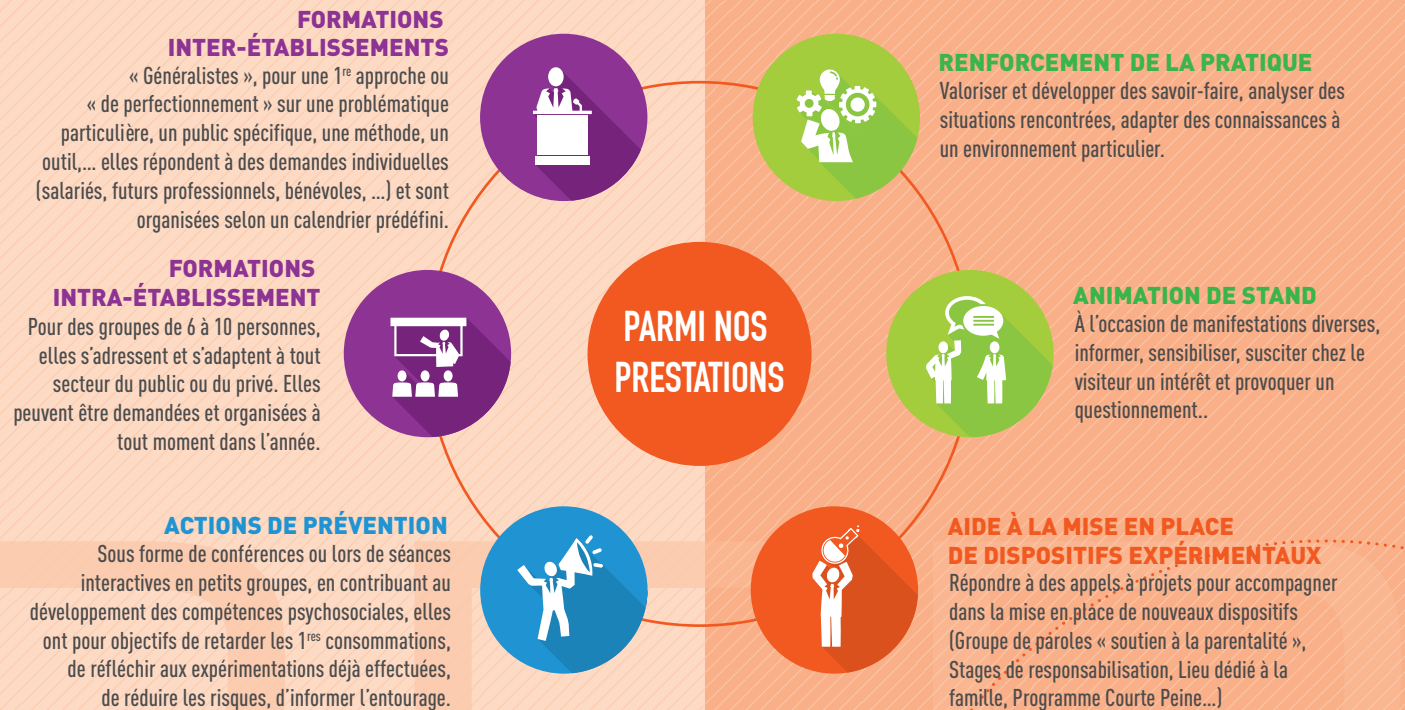 FORMATIONS
INTER-ÉTABLISSEMENTS
« Généralistes », pour une 1re approche ou
« de perfectionnement » sur une problématique
particulière, un public spécifique, une méthode, un
outil,... elles répondent à des demandes individuelles
(salariés, futurs professionnels, bénévoles, ...) et sont
organisées selon un calendrier prédéfini.
FORMATIONS
INTRA-ÉTABLISSEMENT
Pour des groupes de 6 à 10 personnes,
elles s'adressent et s'adaptent à tout
secteur du public ou du privé. Elles
peuvent être demandées et organisées à
tout moment dans l'année.
ACTIONS DE PRÉVENTION
Sous forme de conférences ou lors de séances
interactives en petits groupes, en contribuant au
développement des compétences psychosociales, elles
ont pour objectifs de retarder les 1res consommations,
de réfléchir aux expérimentations déjà effectuées,
de réduire les risques, d'informer l'entourage.
PARMI NOS
PRESTATIONS
RENFORCEMENT DE LA PRATIQUE
Valoriser et développer des savoir-faire, analyser des
situations rencontrées, adapter des connaissances à
un environnement particulier.
ANIMATION DE STAND
À l'occasion de manifestations diverses,
informer, sensibiliser, susciter chez le
visiteur un intérêt et provoquer un
questionnement..
AIDE À LA MISE EN PLACE
DE DISPOSITIFS EXPÉRIMENTAUX
Répondre à des appels à projets pour accompagner
dans la mise en place de nouveaux dispositifs
(Groupe de paroles « soutien à la parentalité »,
Stages de responsabilisation, Lieu dédié à la
famille, Programme Courte Peine...)